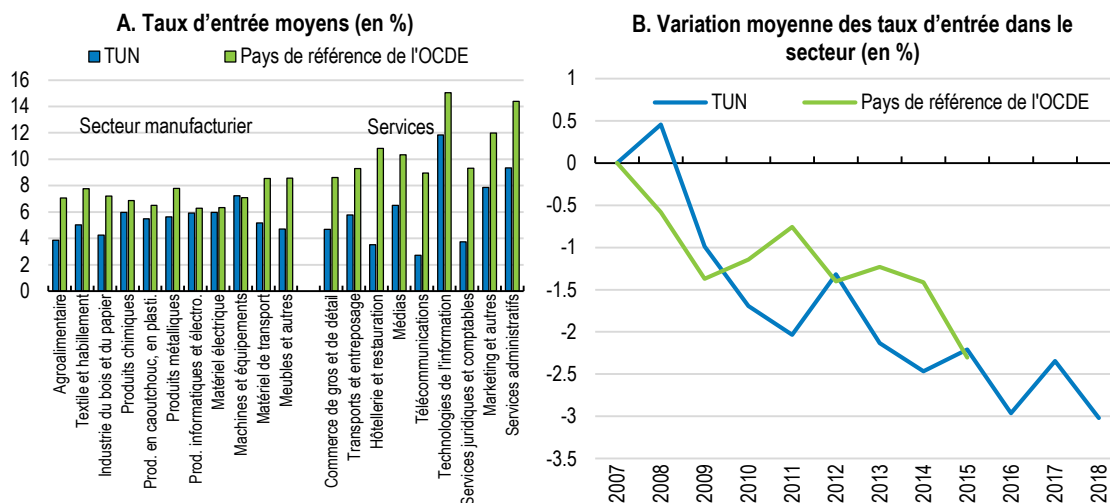 A. Taux d'entrée moyens (en %)
TUN
Pays de référence de l'OCDE
16
14
12
10
8
6
4
2
0
Secteur manufacturier
Services
Agroalimentaire
Textile et habillement
Industrie du bois et du papier
Produits chimiques
Prod. en caoutchouc, en plasti.
Produits métalliques
Prod. informatiques et électro.
Matériel électrique
Machines et équipements
Matériel de transport
Meubles et autres
Commerce de gros et de détail
Transports et entreposage
Hôtellerie et restauration
Médias
Télécommunications
Technologies de l'information
Services juridiques et comptables
Marketing et autres
Services administratifs
B. Variation moyenne des taux d'entrée dans le
secteur (en %)
TUN
Pays de référence de l'OCDE
1
0.5
0
-0.5
-1
-1.5
-2
-2.5
-3
-3.5
2007
2008
2009
2010
2011
2012
2013
2014
2015
2016
2017
2018